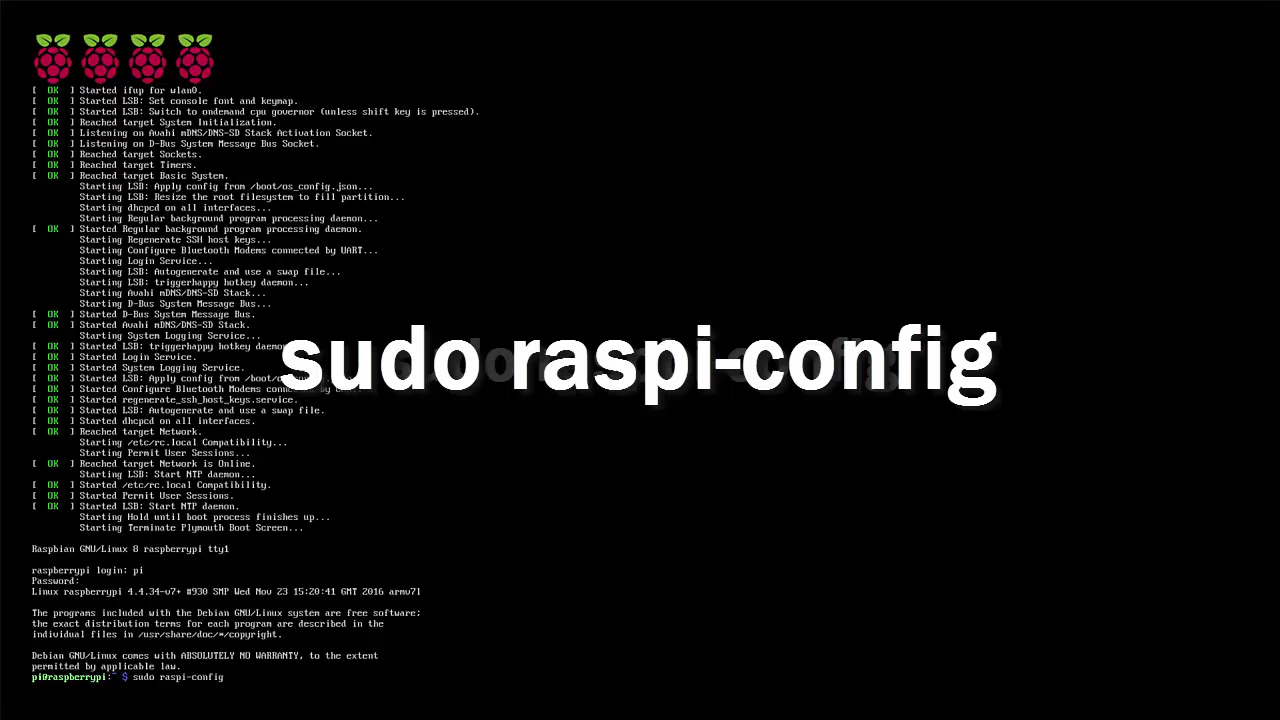 [  OK  ] Started ifup for wlan0.
[  OK  ] Started LSB: Set console font and keymap.
[  OK  ] Started LSB: Switch to ondemand cpu governor (unless shift key is pressed).
[  OK  ] Reached target System Initialization.
[  OK  ] Listening on Avahi mDNS/DNS-SD Stack Activation Socket.
[  OK  ] Listening on D-Bus System Message Bus Socket.
[  OK  ] Reached target Sockets.
[  OK  ] Reached target Timers.
[  OK  ] Reached target Basic System.
Starting LSB: Apply config from /boot/os_config.json...
Starting LSB: Resize the root filesystem to fill partition...
Starting dhcpcd on all interfaces...
Starting Regular background program processing daemon...
[  OK  ] Started Regular background program processing daemon.
Starting Regenerate SSH host keys...
Starting Configure Bluetooth Modems connected by UART...
Starting Login Service...
Starting LSB: Autogenerate and use a swap file...
Starting LSB: triggerhappy hotkey daemon...
Starting Avahi mDNS/DNS-SD Stack...
Starting D-Bus System Message Bus...
[  OK  ] Started D-Bus System Message Bus.
[  OK  ] Started Avahi mDNS/DNS-SD Stack.
Starting System Logging Service...
[  OK  ] Started LSB: triggerhappy hotkey
[  OK  ] Started Login Service.
sudo raspi-config
[  OK  ] Started System Logging Service.
[  OK  ] Started LSB: Apply config from
[  OK  ] Started Configure Bluetooth Modems connected
[  OK  ] Started regenerate_ssh_host_keys.service.
[  OK  ] Started LSB: Autogenerate and use a swap file.
[  OK  ] Started dhcpcd on all interfaces.
[  OK  ] Reached target Network.
Starting /etc/rc.local Compatibility...
Starting Permit User Sessions...
[  OK  ] Reached target Network is Online.
Starting LSB: Start NTP daemon...
[  OK  ] Started /etc/rc.local Compatibility.
[  OK  ] Started Permit User Sessions.
[  OK  ] Started LSB: Start NTP daemon.
Starting Hold until boot process finishes up...
Starting Terminate Plymouth Boot Screen...
Raspbian GNU/Linux 8 raspberrypi tty1
raspberrypi login: pi
Password:
Linux raspberrypi 4.4.34-v7+ #930 SMP Wed Nov 23 15:20:41 GMT 2016 armv7l
The programs included with the Debian GNU/Linux system are free software;
the exact distribution terms for each program are described in the
individual files in /usr/share/doc/*/copyright.
Debian GNU/Linux comes with ABSOLUTELY NO WARRANTY, to the extent
permitted by applicable law.
pi@raspberrypi:~ $ sudo raspi-config